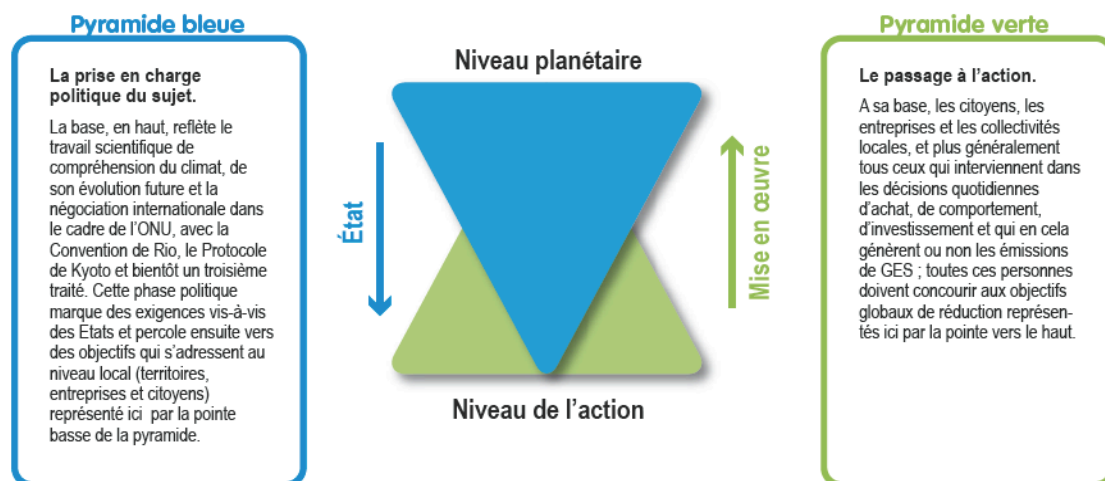 Pyramide bleue
La prise en charge
politique du sujet.
La base, en haut, reflète le
travail scientifique de
compréhension du climat, de
son évolution future et la
négociation internationale dans
le cadre de l'ONU, avec la
Convention de Rio, le Protocole
de Kyoto et bientôt un troisième
traité. Cette phase politique
marque des exigences vis-à-vis
des Etats et percole ensuite vers
des objectifs qui s'adressent au
niveau local (territoires,
entreprises et citoyens)
représenté ici par la pointe
basse de la pyramide.
Niveau planétaire
État
Mise en œuvre
Niveau de l'action
Pyramide verte
Le passage à l'action.
A sa base, les citoyens, les
entreprises et les collectivités
locales, et plus généralement
tous ceux qui interviennent dans
les décisions quotidiennes
d'achat, de comportement,
d'investissement et qui en cela
génèrent ou non les émissions
de GES ; toutes ces personnes
doivent concourir aux objectifs
globaux de réduction représen-
tés ici par la pointe vers le haut.